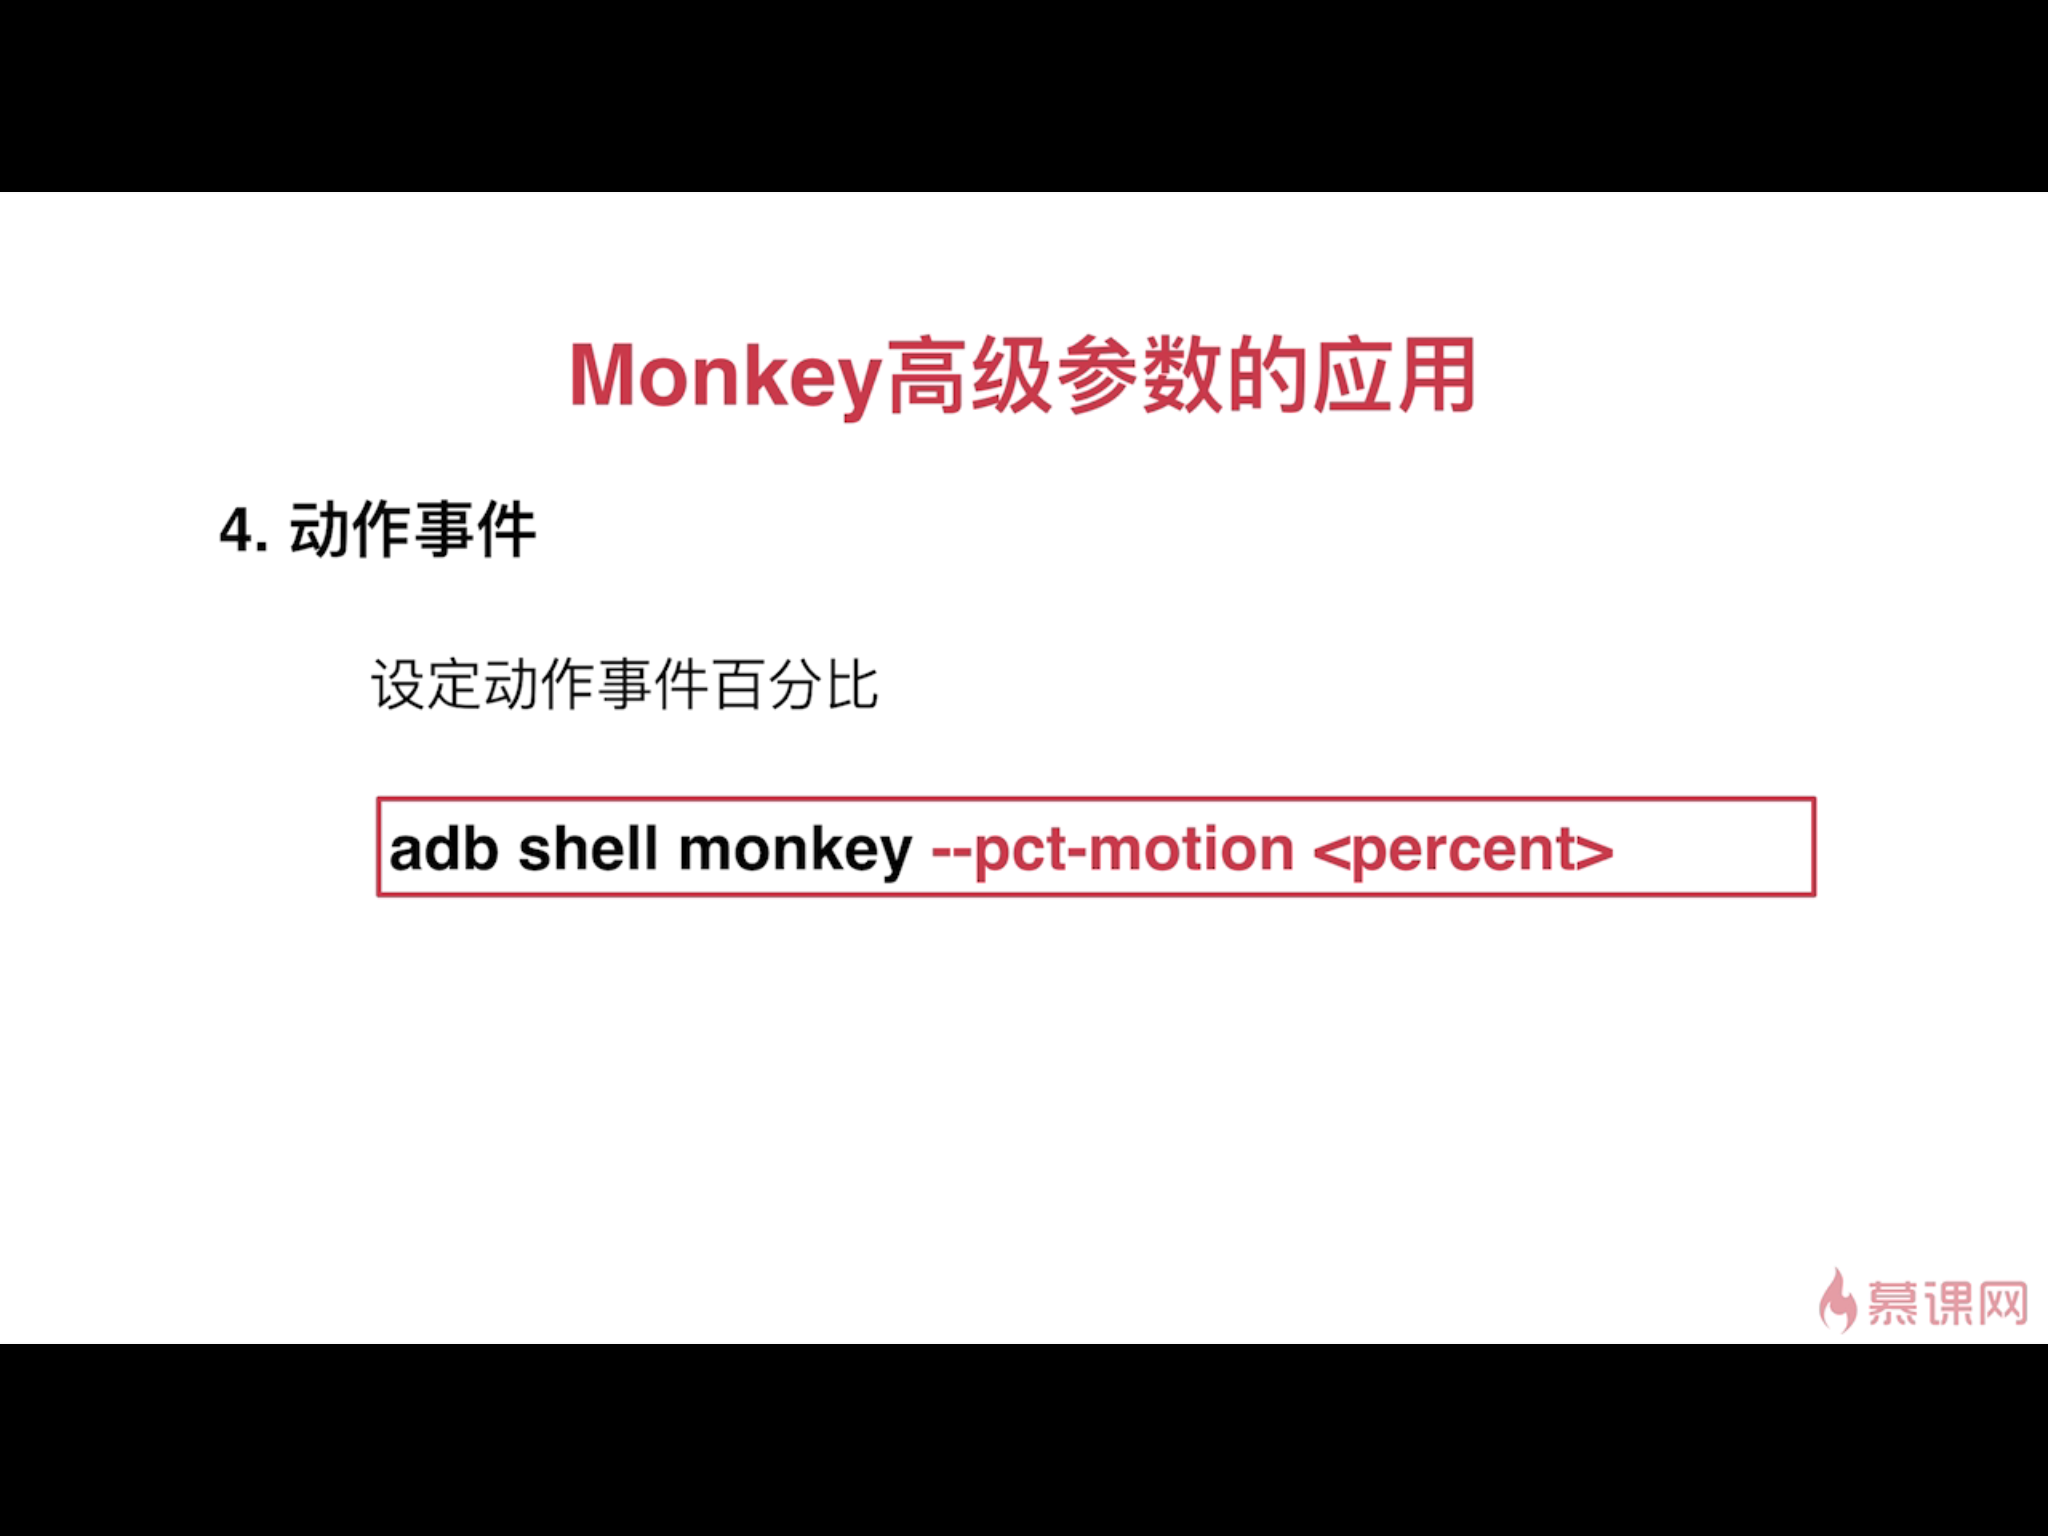 Monkey高级参数的应用
4. 动作事件
设定动作事件百分比
adb shell monkey --pct-motion <percent>
慕课网